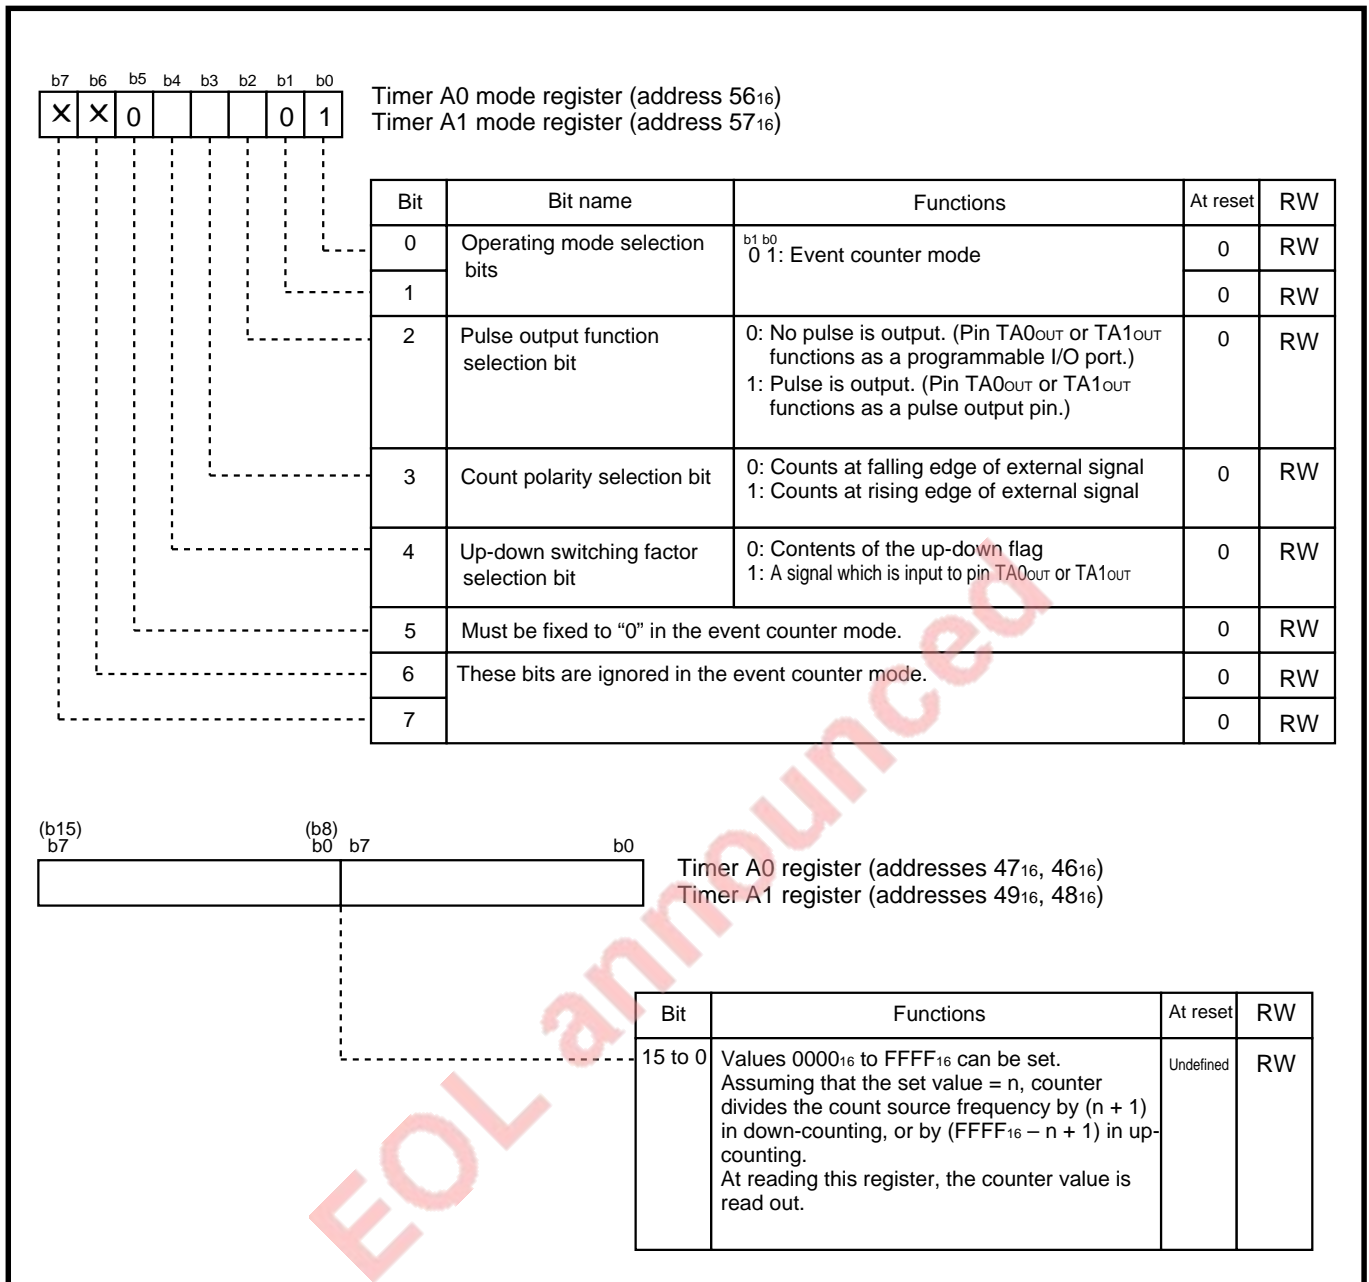 b7 b6 b5 b4 b3 b2 b1 b0
X X 0 0 1
Timer A0 mode register (address 5616)
Timer A1 mode register (address 5716)
Bit Bit name Functions At reset RW
0 Operating mode selection bits b1 b0 0 1: Event counter mode 0 RW
1 0 RW
2 Pulse output function selection bit 0: No pulse is output. (Pin TA0OUT or TA1OUT 0 RW
functions as a programmable I/O port.)
1: Pulse is output. (Pin TA0OUT or TA1OUT
functions as a pulse output pin.)
3 Count polarity selection bit 0: Counts at falling edge of external signal 0 RW
1: Counts at rising edge of external signal
4 Up-down switching factor selection bit 0: Contents of the up-down flag 0 RW
1: A signal which is input to pin TA0OUT or TA1OUT
5 Must be fixed to “0” in the event counter mode. 0 RW
6 These bits are ignored in the event counter mode. 0 RW
7 0 RW
(b15) (b8)
b7 b0 b7 b0
Timer A0 register (addresses 4716, 4616)
Timer A1 register (addresses 4916, 4816)
Bit Functions At reset RW
15 to 0 Values 000016 to FFFF16 can be set. Undefined RW
Assuming that the set value = n, counter
divides the count source frequency by (n + 1)
in down-counting, or by (FFFF16 – n + 1) in up-
counting.
At reading this register, the counter value is
read out.
EOL announced